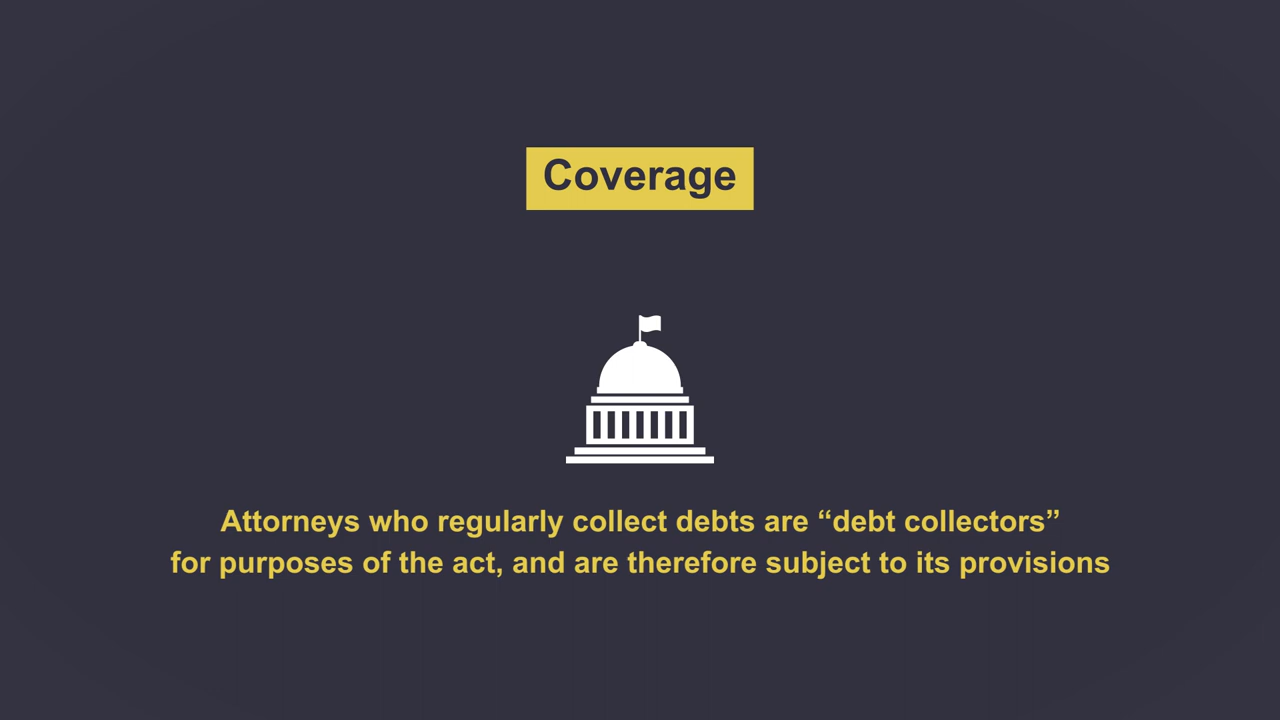 Coverage
Attorneys who regularly collect debts are “debt collectors”
for purposes of the act, and are therefore subject to its provisions